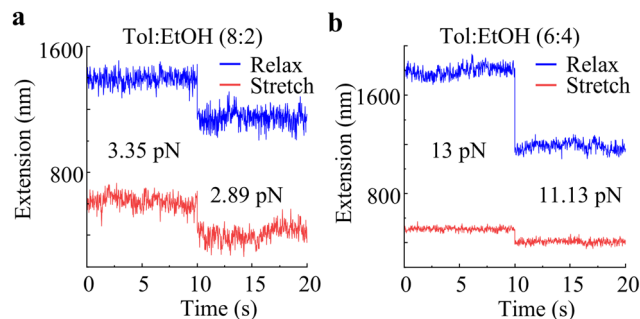 a
Tol:EtOH (8:2)
1600
Relax
Stretch
Extension (nm)
3.35 pN
800
2.89 pN
0 5 10 15 20
Time (s)
b
Tol:EtOH (6:4)
Relax
Stretch
1600
Extension (nm)
13 pN
11.13 pN
800
0 5 10 15 20
Time (s)